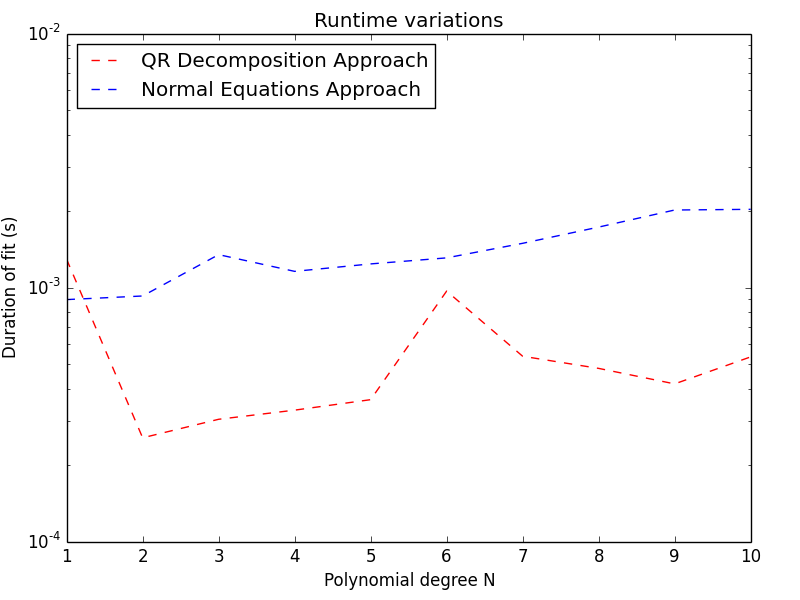 Runtime variations
10^-2
QR Decomposition Approach
Normal Equations Approach
Duration of fit (s)
10^-3
10^-4
1 2 3 4 5 6 7 8 9 10
Polynomial degree N